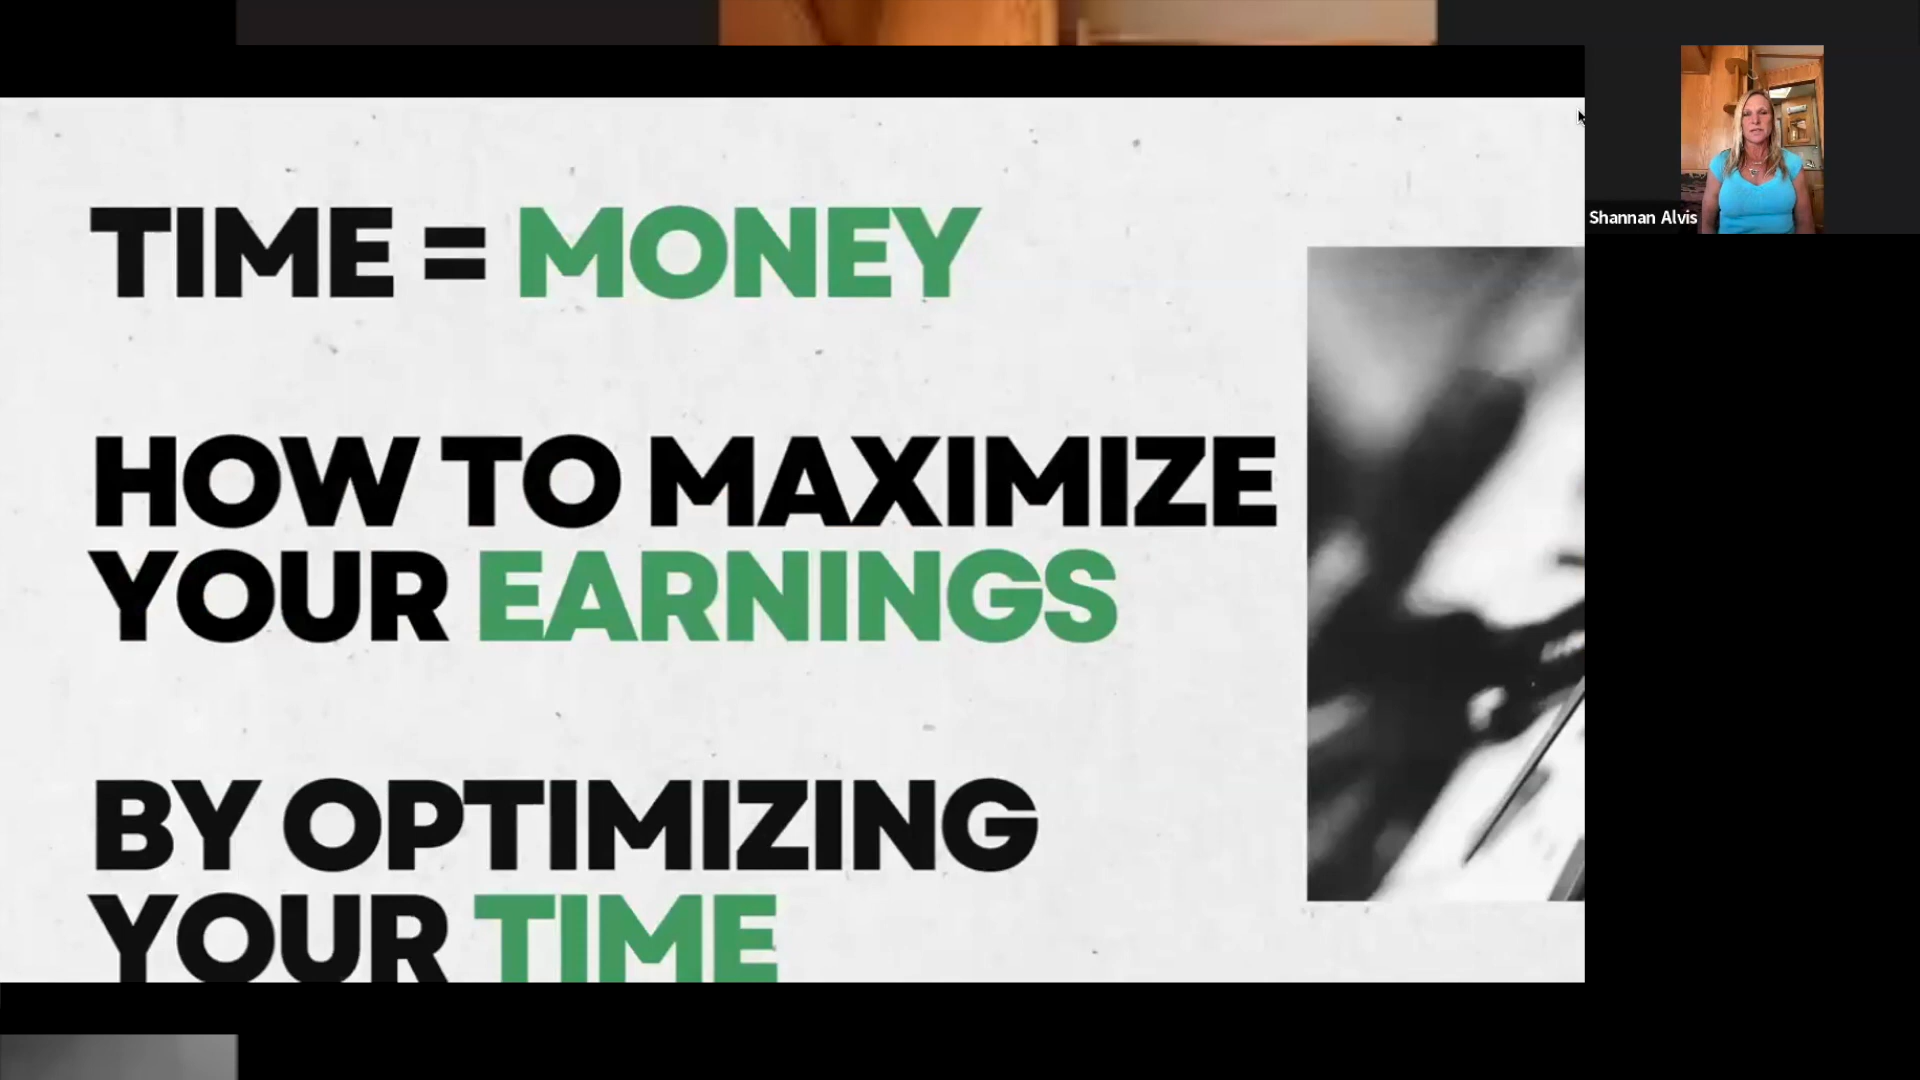 TIME = MONEY
HOW TO MAXIMIZE
YOUR EARNINGS
BY OPTIMIZING
YOUR TIME
Shannan Alvis